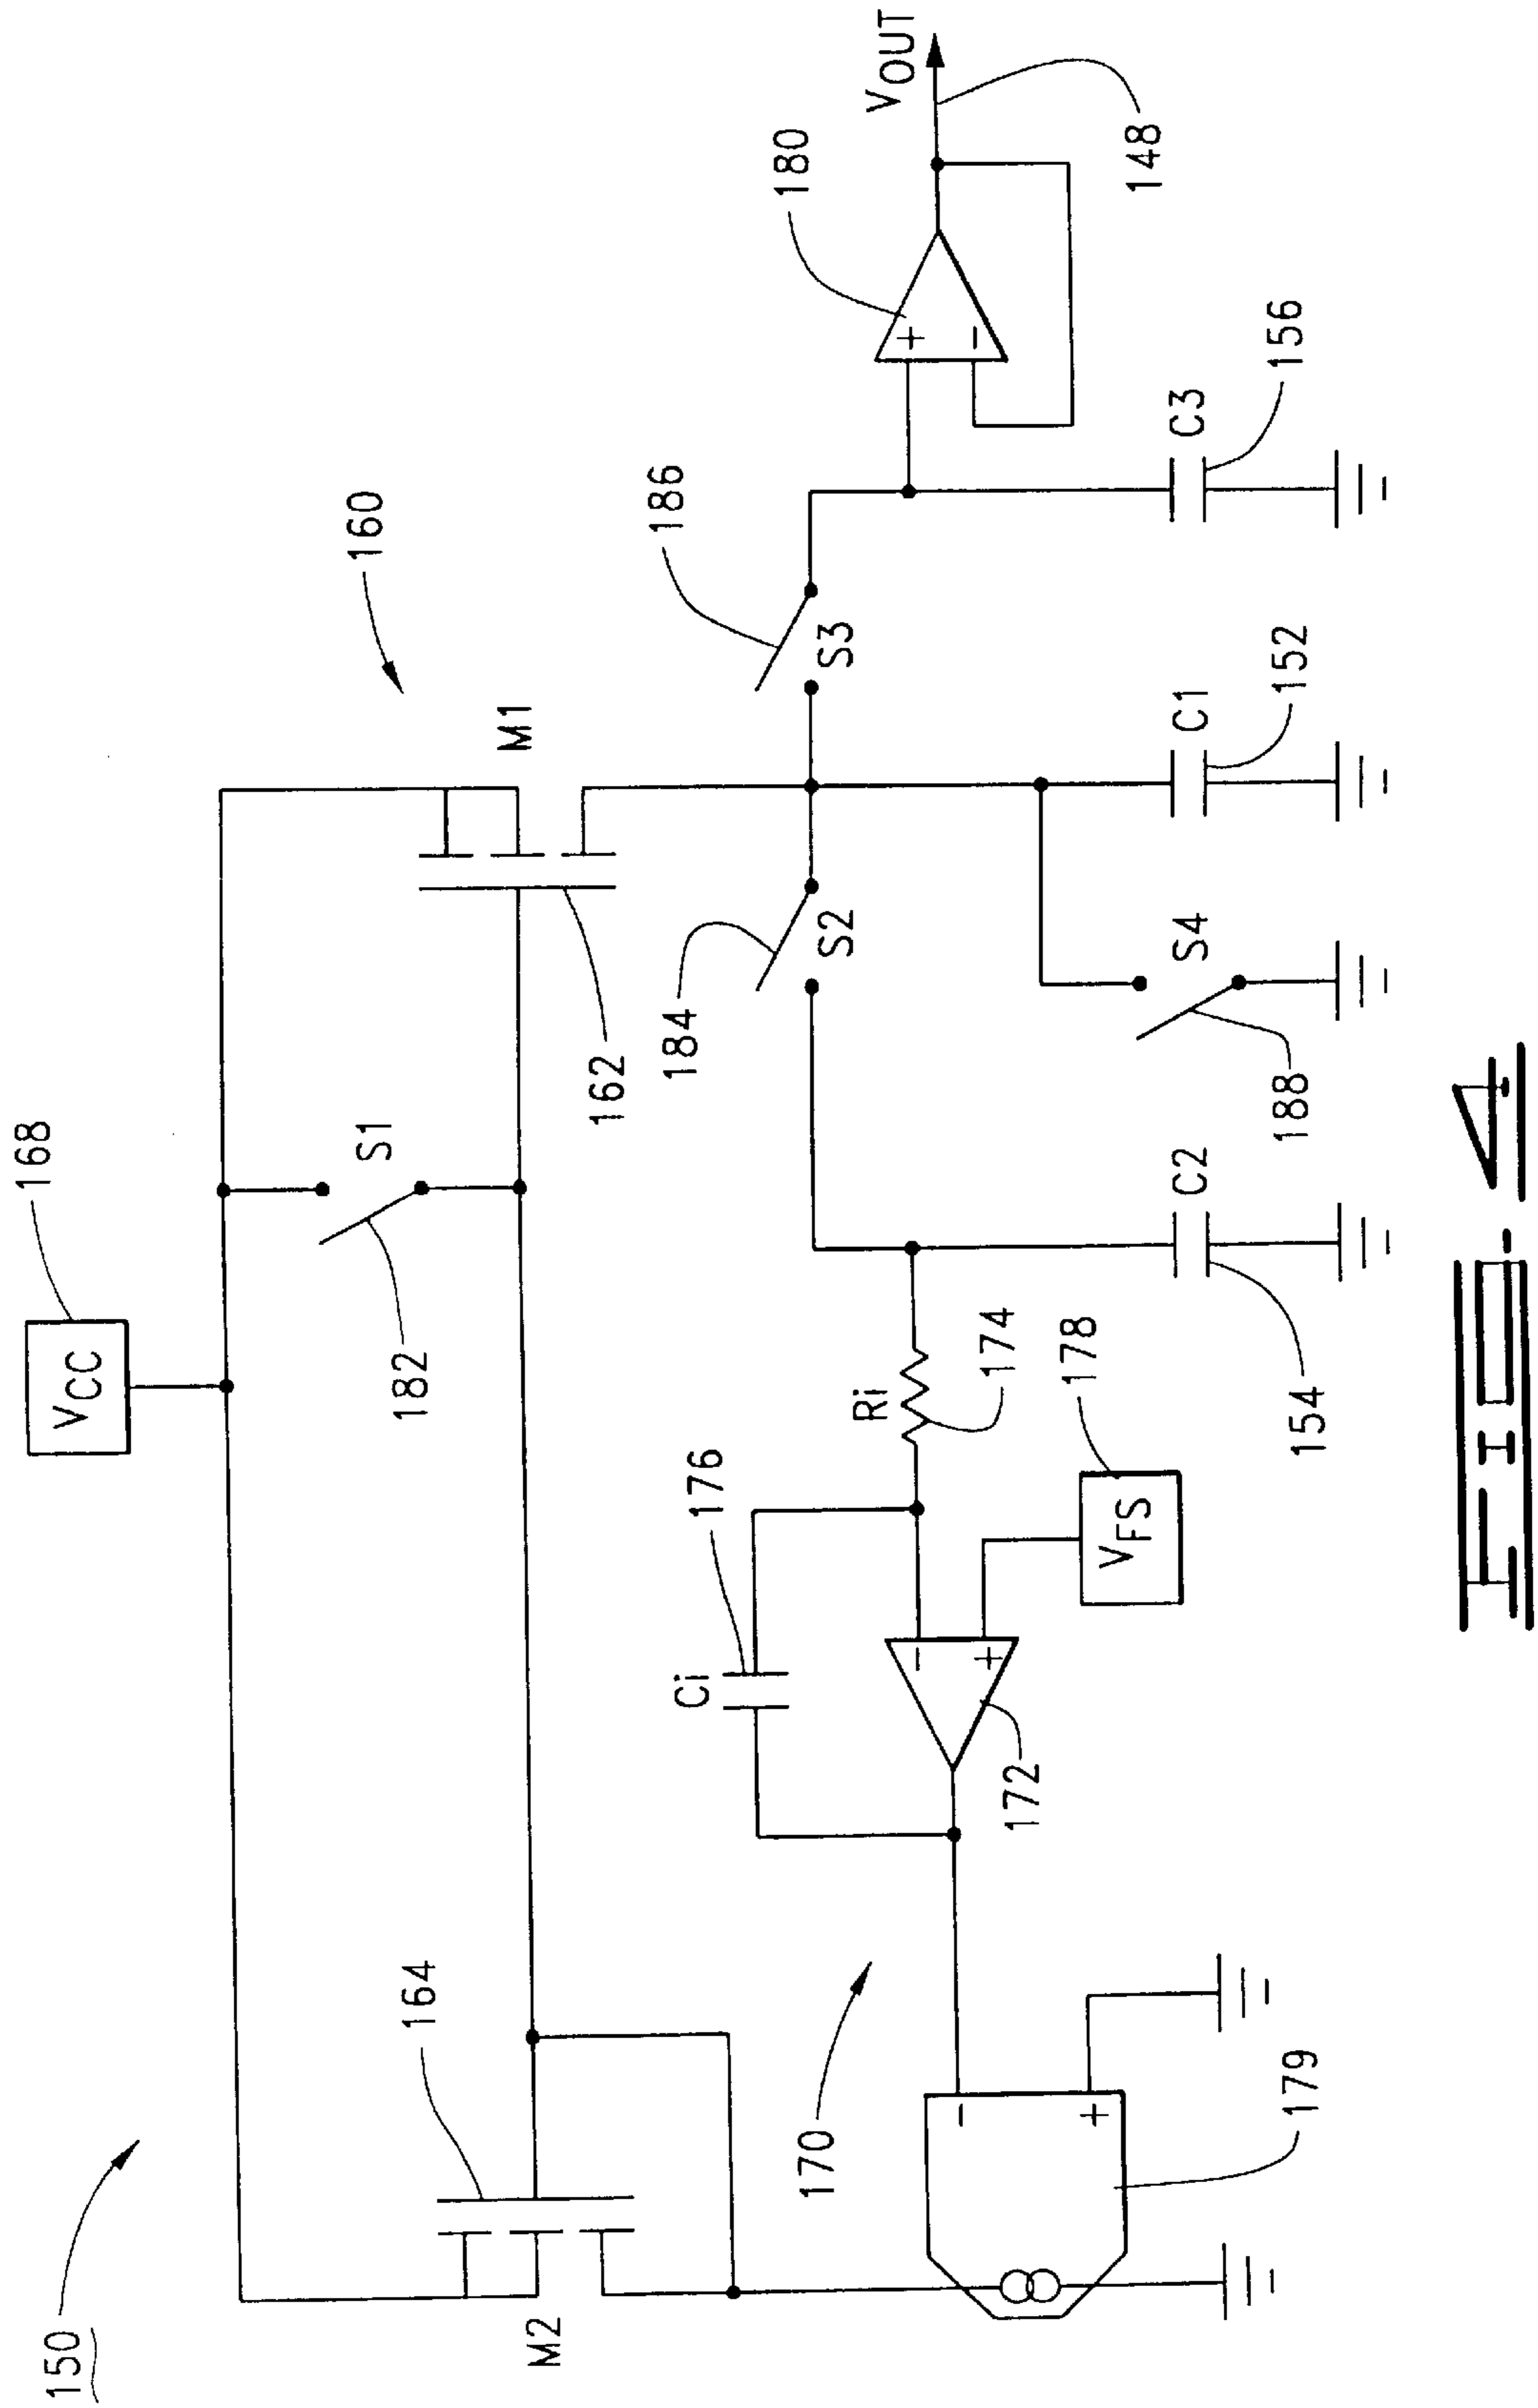 150
168
VCC
160
M1
S1
182
162
164
M2
186
S3
184
S2
180
VOUT
+
-
148
Ci
176
Ri
174
170
172
-
+
VFS
178
-
+
179
C2
154
S4
188
C1
152
C3
156
FIG. 4